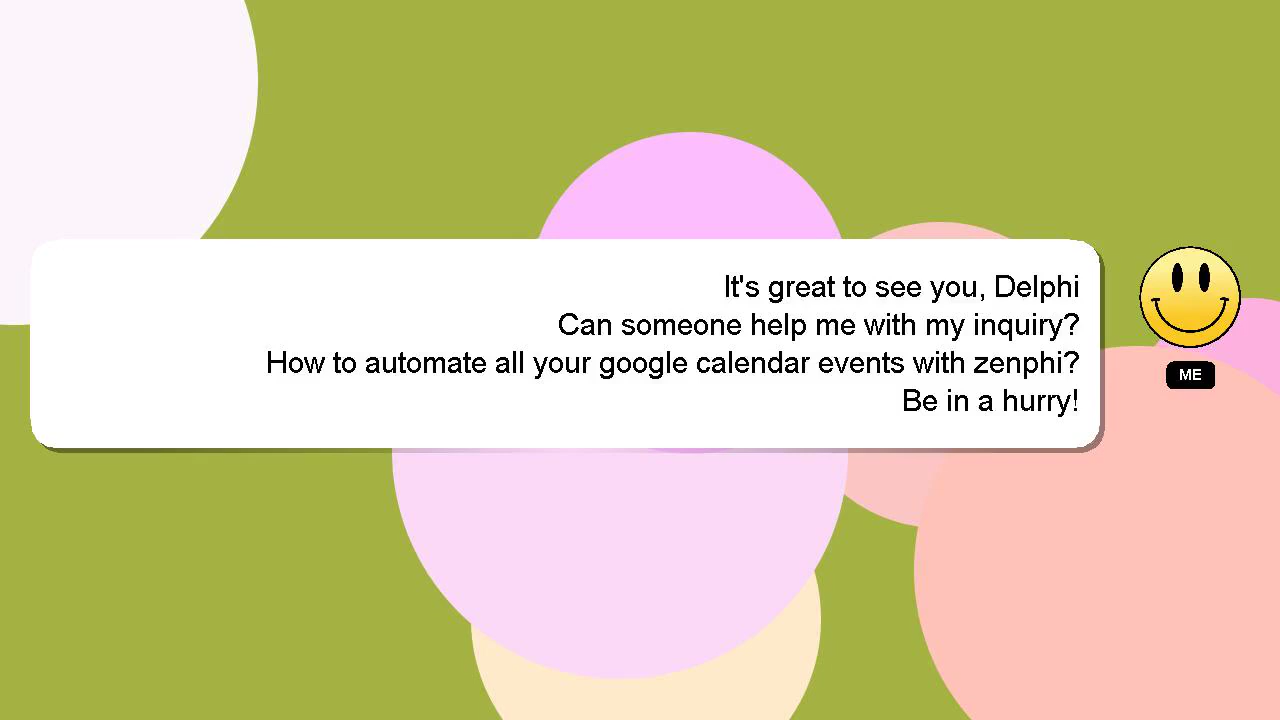 It's great to see you, Delphi
Can someone help me with my inquiry?
How to automate all your google calendar events with zenphi?
Be in a hurry!
ME